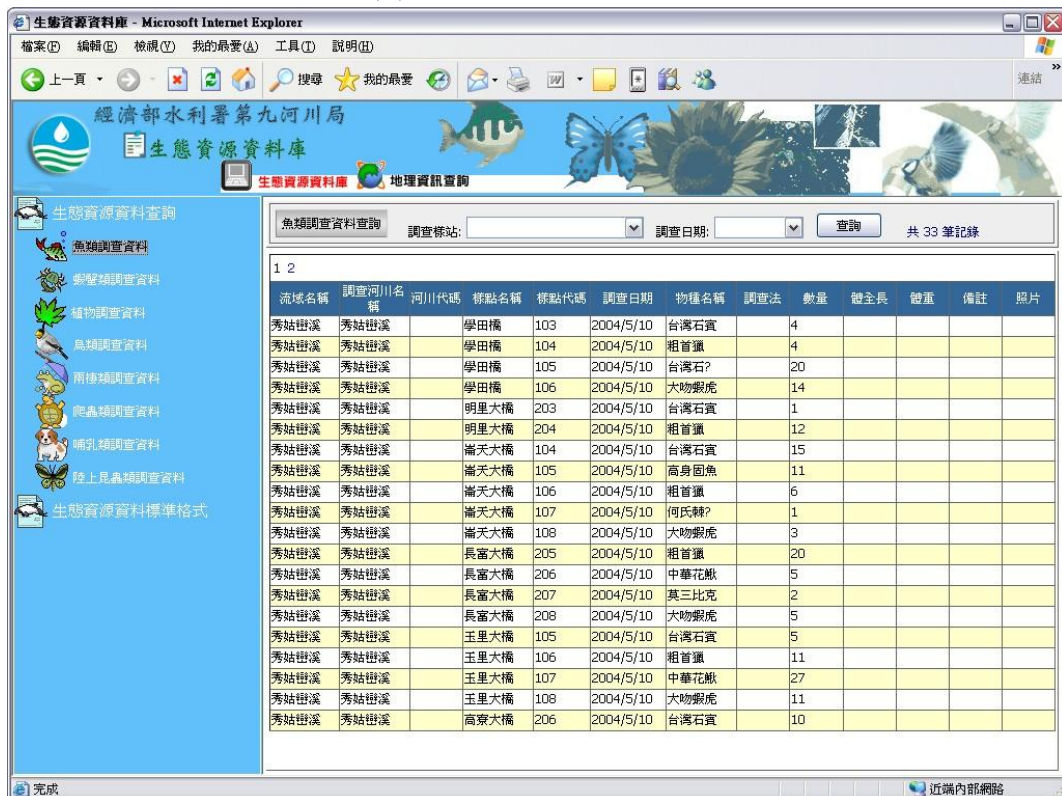 生態資源資料庫 - Microsoft Internet Explorer
檔案(F) 編輯(E) 檢視(V) 我的最愛(A) 工具(T) 說明(H)
上一頁 搜尋 我的最愛 連結 »
經濟部水利署第九河川局
生態資源資料庫
生態資源資料庫 地理資訊查詢
生態資源資料查詢
魚類調查資料
蝦蟹類調查資料
植物調查資料
鳥類調查資料
兩棲類調查資料
爬蟲類調查資料
哺乳類調查資料
陸上昆蟲類調查資料
生態資源資料標準格式
魚類調查資料查詢 調查樣站: 調查日期: 查詢 共 33 筆記錄
1 2
流域名稱 調查河川名稱 河川代碼 樣點名稱 樣點代碼 調查日期 物種名稱 調查法 數量 體全長 體重 備註 照片
秀姑巒溪 秀姑巒溪 學田橋 103 2004/5/10 台灣石賓 4
秀姑巒溪 秀姑巒溪 學田橋 104 2004/5/10 粗首鱲 4
秀姑巒溪 秀姑巒溪 學田橋 105 2004/5/10 台灣石? 20
秀姑巒溪 秀姑巒溪 學田橋 106 2004/5/10 大吻蝦虎 14
秀姑巒溪 秀姑巒溪 明里大橋 203 2004/5/10 台灣石賓 1
秀姑巒溪 秀姑巒溪 明里大橋 204 2004/5/10 粗首鱲 12
秀姑巒溪 秀姑巒溪 崙天大橋 104 2004/5/10 台灣石賓 15
秀姑巒溪 秀姑巒溪 崙天大橋 105 2004/5/10 高身固魚 11
秀姑巒溪 秀姑巒溪 崙天大橋 106 2004/5/10 粗首鱲 6
秀姑巒溪 秀姑巒溪 崙天大橋 107 2004/5/10 何氏棘? 1
秀姑巒溪 秀姑巒溪 崙天大橋 108 2004/5/10 大吻蝦虎 3
秀姑巒溪 秀姑巒溪 長富大橋 205 2004/5/10 粗首鱲 20
秀姑巒溪 秀姑巒溪 長富大橋 206 2004/5/10 中華花鰍 5
秀姑巒溪 秀姑巒溪 長富大橋 207 2004/5/10 莫三比克 2
秀姑巒溪 秀姑巒溪 長富大橋 208 2004/5/10 大吻蝦虎 5
秀姑巒溪 秀姑巒溪 玉里大橋 105 2004/5/10 台灣石賓 5
秀姑巒溪 秀姑巒溪 玉里大橋 106 2004/5/10 粗首鱲 11
秀姑巒溪 秀姑巒溪 玉里大橋 107 2004/5/10 中華花鰍 27
秀姑巒溪 秀姑巒溪 玉里大橋 108 2004/5/10 大吻蝦虎 11
秀姑巒溪 秀姑巒溪 高寮大橋 206 2004/5/10 台灣石賓 10
完成 近端內部網路